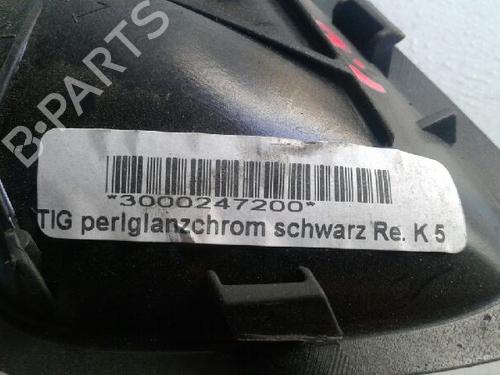 B-PARTS
*3000247200*
TIG perlglanzchrom schwarz Re. K 5